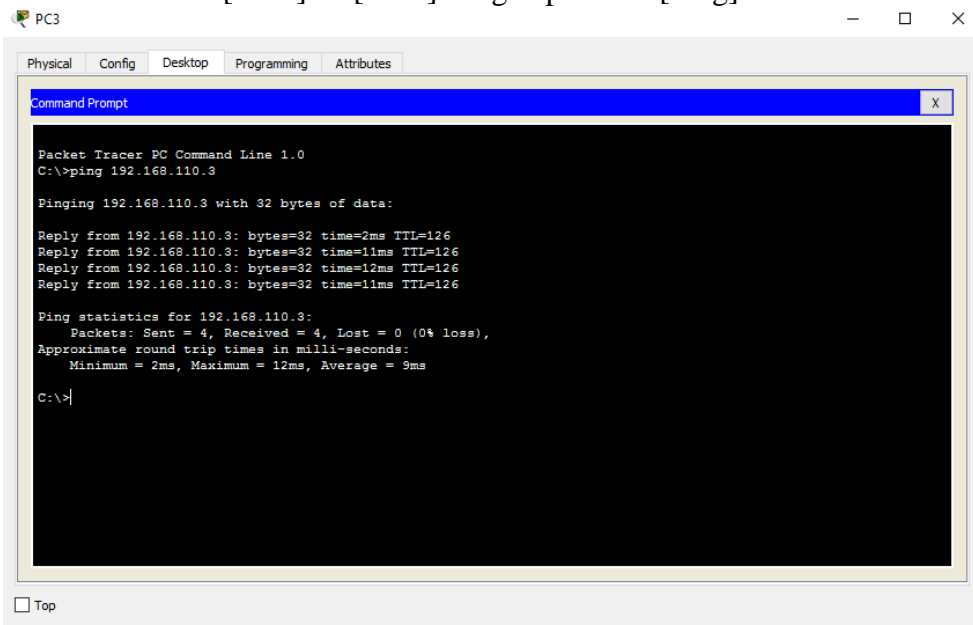 PC3
Physical Config Desktop Programming Attributes
Command Prompt
X
Packet Tracer PC Command Line 1.0
C:\>ping 192.168.110.3
Pinging 192.168.110.3 with 32 bytes of data:
Reply from 192.168.110.3: bytes=32 time=2ms TTL=126
Reply from 192.168.110.3: bytes=32 time=11ms TTL=126
Reply from 192.168.110.3: bytes=32 time=12ms TTL=126
Reply from 192.168.110.3: bytes=32 time=11ms TTL=126
Ping statistics for 192.168.110.3:
Packets: Sent = 4, Received = 4, Lost = 0 (0% loss),
Approximate round trip times in milli-seconds:
Minimum = 2ms, Maximum = 12ms, Average = 9ms
C:\>
Top